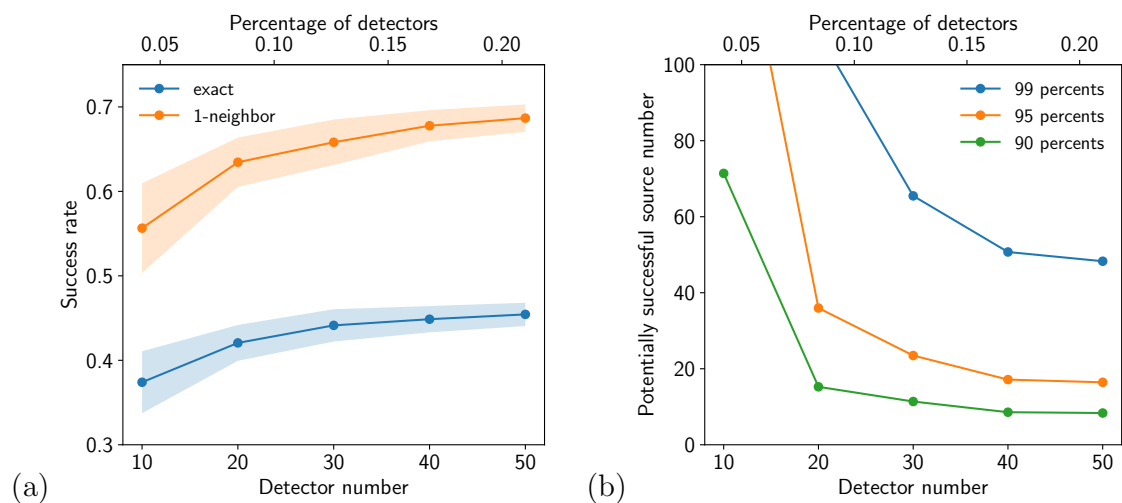 Percentage of detectors
0.05 0.10 0.15 0.20
exact
1-neighbor
Success rate
0.7
0.6
0.5
0.4
0.3
10 20 30 40 50
Detector number
(a)
Percentage of detectors
0.05 0.10 0.15 0.20
99 percents
95 percents
90 percents
Potentially successful source number
100
80
60
40
20
0
10 20 30 40 50
Detector number
(b)